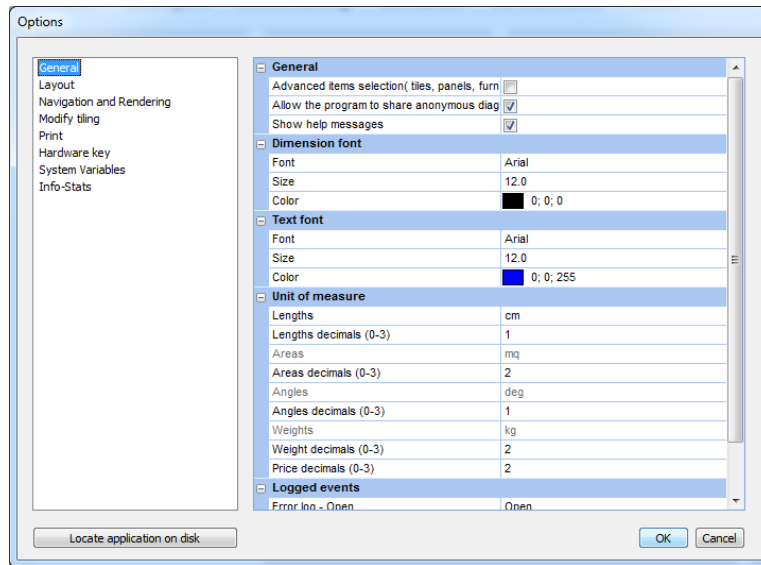 Options
General
Layout
Navigation and Rendering
Modify tiling
Print
Hardware key
System Variables
Info-Stats
General
Advanced items selection( tiles, panels, furn
Allow the program to share anonymous diag
Show help messages
Dimension font
Font Arial
Size 12.0
Color 0; 0; 0
Text font
Font Arial
Size 12.0
Color 0; 0; 255
Unit of measure
Lengths cm
Lengths decimals (0-3) 1
Areas mq
Areas decimals (0-3) 2
Angles deg
Angles decimals (0-3) 1
Weights kg
Weight decimals (0-3) 2
Price decimals (0-3) 2
Logged events
Error log - Open Open
Locate application on disk
OK Cancel